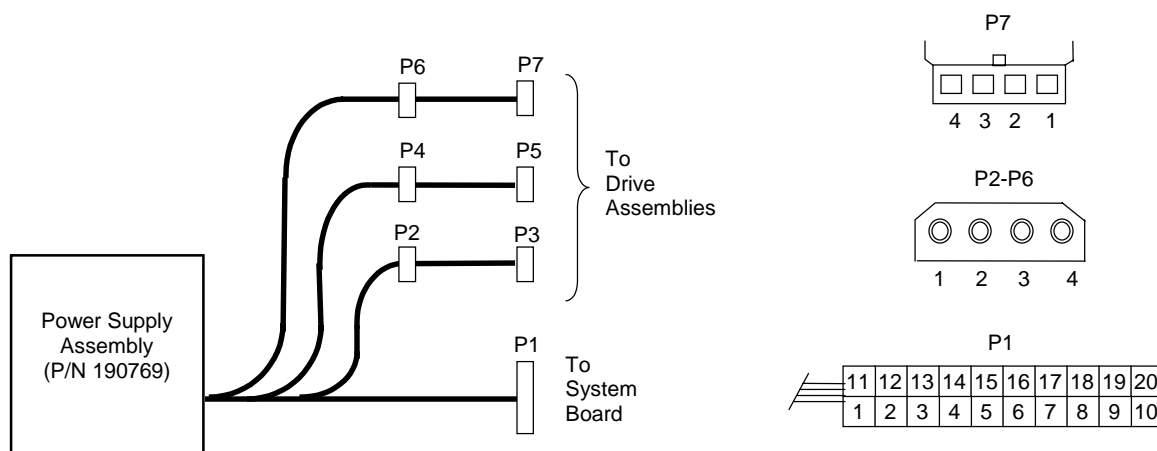 P7
P6
P7
4 3 2 1
P4
P5
To
Drive
Assemblies
P2-P6
P2
P3
1 2 3 4
Power Supply
Assembly
(P/N 190769)
P1
To
System
Board
P1
11 12 13 14 15 16 17 18 19 20
1 2 3 4 5 6 7 8 9 10